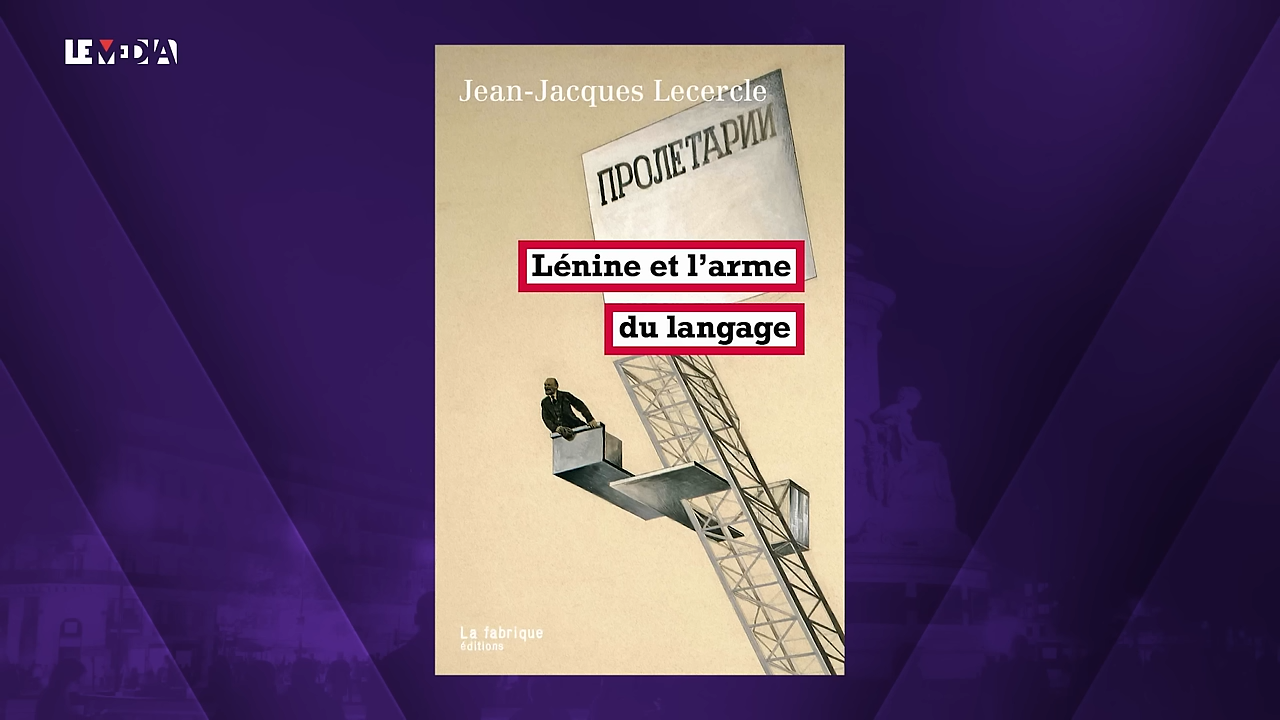 LE MEDIA
Jean-Jacques Lecercle
ПРОЛЕТАРИИ
Lénine et l’arme
du langage
La fabrique
éditions